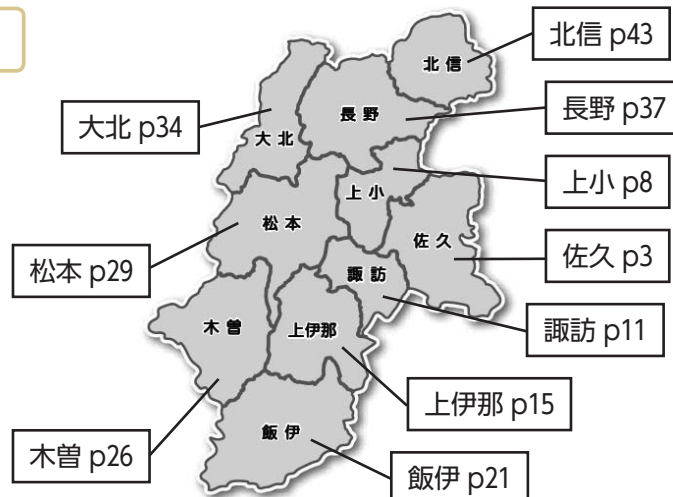 北信 p43
北信
長野 p37
長野
大北 p34
大北
上小 p8
上小
松本
佐久
佐久 p3
松本 p29
諏訪
諏訪 p11
木曽
上伊那
上伊那 p15
飯伊
木曽 p26
飯伊 p21